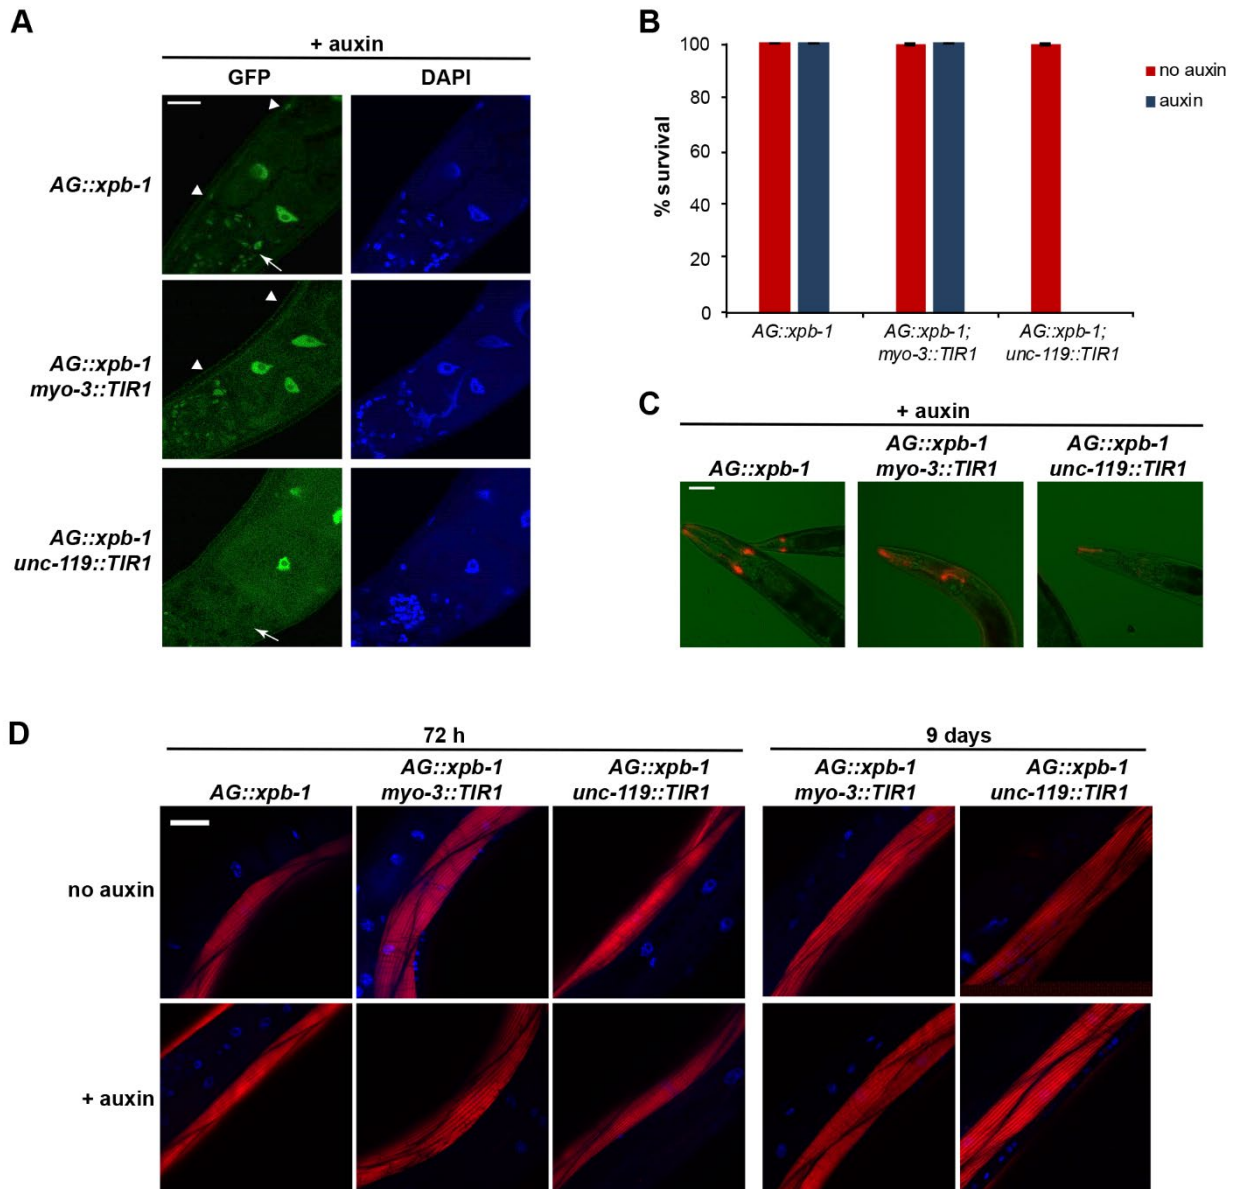 A
+ auxin
GFP
DAPI
AG::xpb-1
AG::xpb-1
myo-3::TIR1
AG::xpb-1
unc-119::TIR1
B
% survival
100
80
60
40
20
0
AG::xpb-1
AG::xpb-1;
myo-3::TIR1
AG::xpb-1;
unc-119::TIR1
no auxin
auxin
C
+ auxin
AG::xpb-1
AG::xpb-1
myo-3::TIR1
AG::xpb-1
unc-119::TIR1
D
72 h
9 days
AG::xpb-1
AG::xpb-1
myo-3::TIR1
AG::xpb-1
unc-119::TIR1
AG::xpb-1
myo-3::TIR1
AG::xpb-1
unc-119::TIR1
no auxin
+ auxin